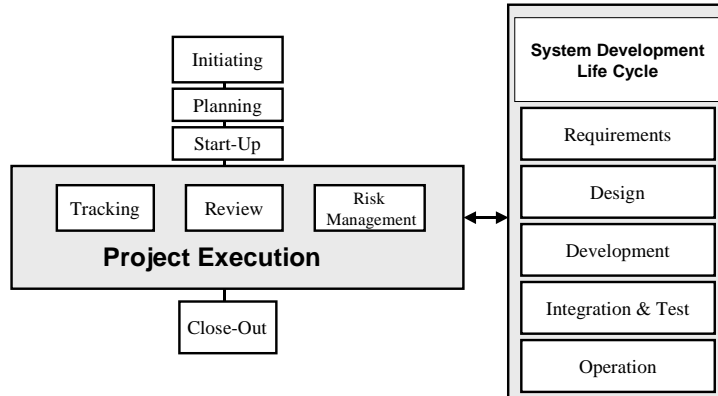 Initiating
Planning
Start-Up
Tracking
Review
Risk
Management
Project Execution
Close-Out
System Development
Life Cycle
Requirements
Design
Development
Integration & Test
Operation